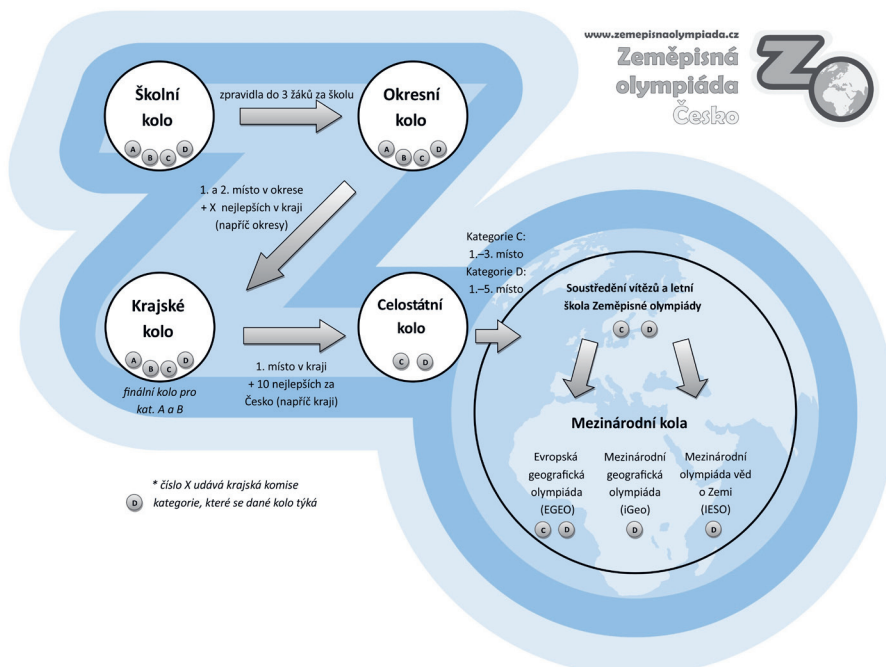 www.zemepisnaolympiada.cz
Zeměpisná
olympiáda
Česko
ZO
Školní
kolo
A
B
C
D
zpravidla do 3 žáků za školu
Okresní
kolo
A
B
C
D
1. a 2. místo v okrese
+ X nejlepších v kraji
(napříč okresy)
Krajské
kolo
A
B
C
D
finální kolo pro
kat. A a B
1. místo v kraji
+ 10 nejlepších za
Česko (napříč kraji)
Celostátní
kolo
C
D
Kategorie C:
1.–3. místo
Kategorie D:
1.–5. místo
Soustředění vítězů a letní
škola Zeměpisné olympiády
C
D
Mezinárodní kola
Evropská
geografická
olympiáda
(EGEO)
C
D
Mezinárodní
geografická
olympiáda
(iGeo)
D
Mezinárodní
olympiáda věd
o Zemi
(IESO)
D
* číslo X udává krajská komise
D kategorie, které se dané kolo týká